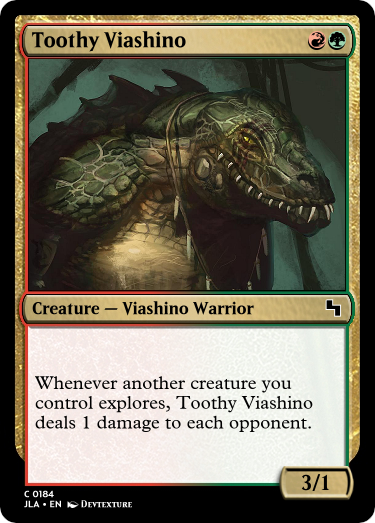 Toothy Viashino
Creature — Viashino Warrior
Whenever another creature you
control explores, Toothy Viashino
deals 1 damage to each opponent.
3/1
C 0184
JLA • EN Devtexture